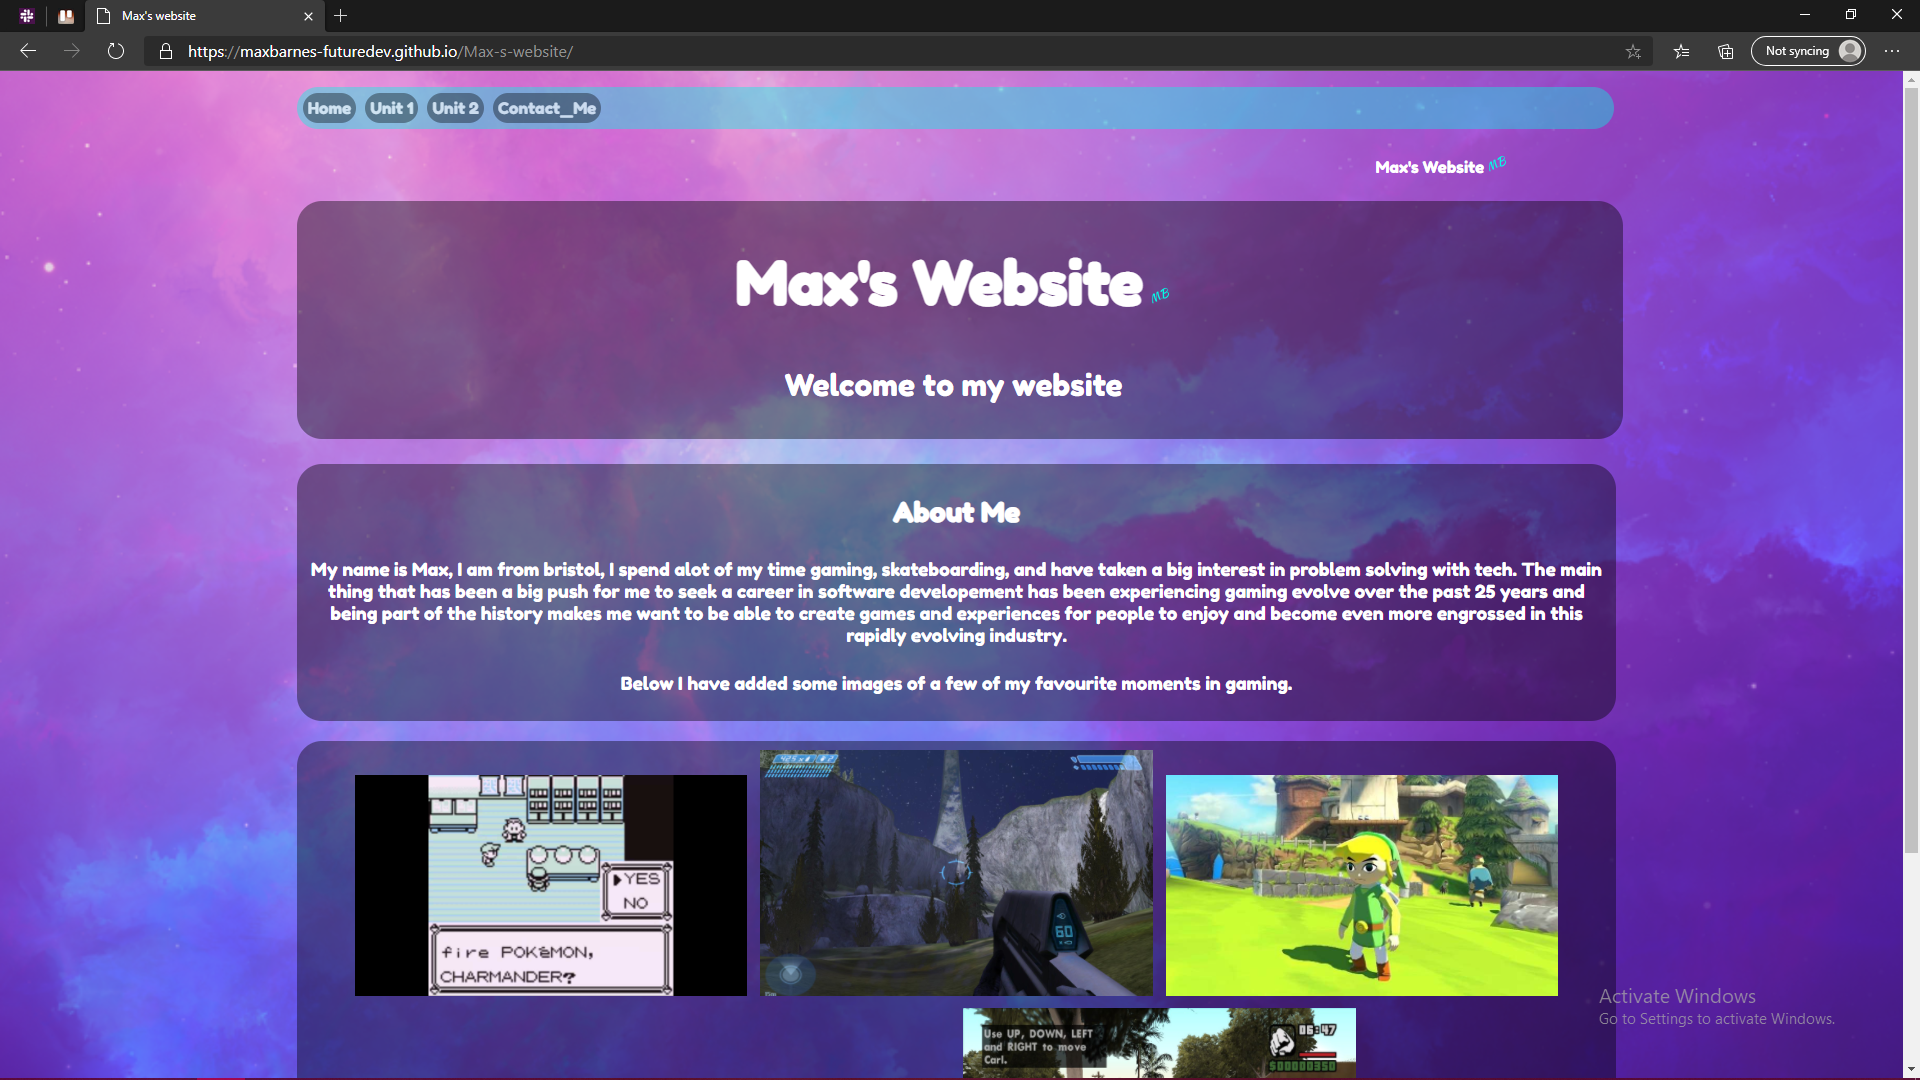 Max's website
https://maxbarnes-futuredev.github.io/Max-s-website/
Not syncing
Home Unit 1 Unit 2 Contact_Me
Max's Website MB
Max's Website MB
Welcome to my website
About Me
My name is Max, I am from bristol, I spend alot of my time gaming, skateboarding, and have taken a big interest in problem solving with tech. The main
thing that has been a big push for me to seek a career in software developement has been experiencing gaming evolve over the past 25 years and
being part of the history makes me want to be able to create games and experiences for people to enjoy and become even more engrossed in this
rapidly evolving industry.
Below I have added some images of a few of my favourite moments in gaming.
YES
NO
fire POKéMON,
CHARMANDER?
60
Use UP, DOWN, LEFT
and RIGHT to move
Carl.
06:47
$00000350
Activate Windows
Go to Settings to activate Windows.